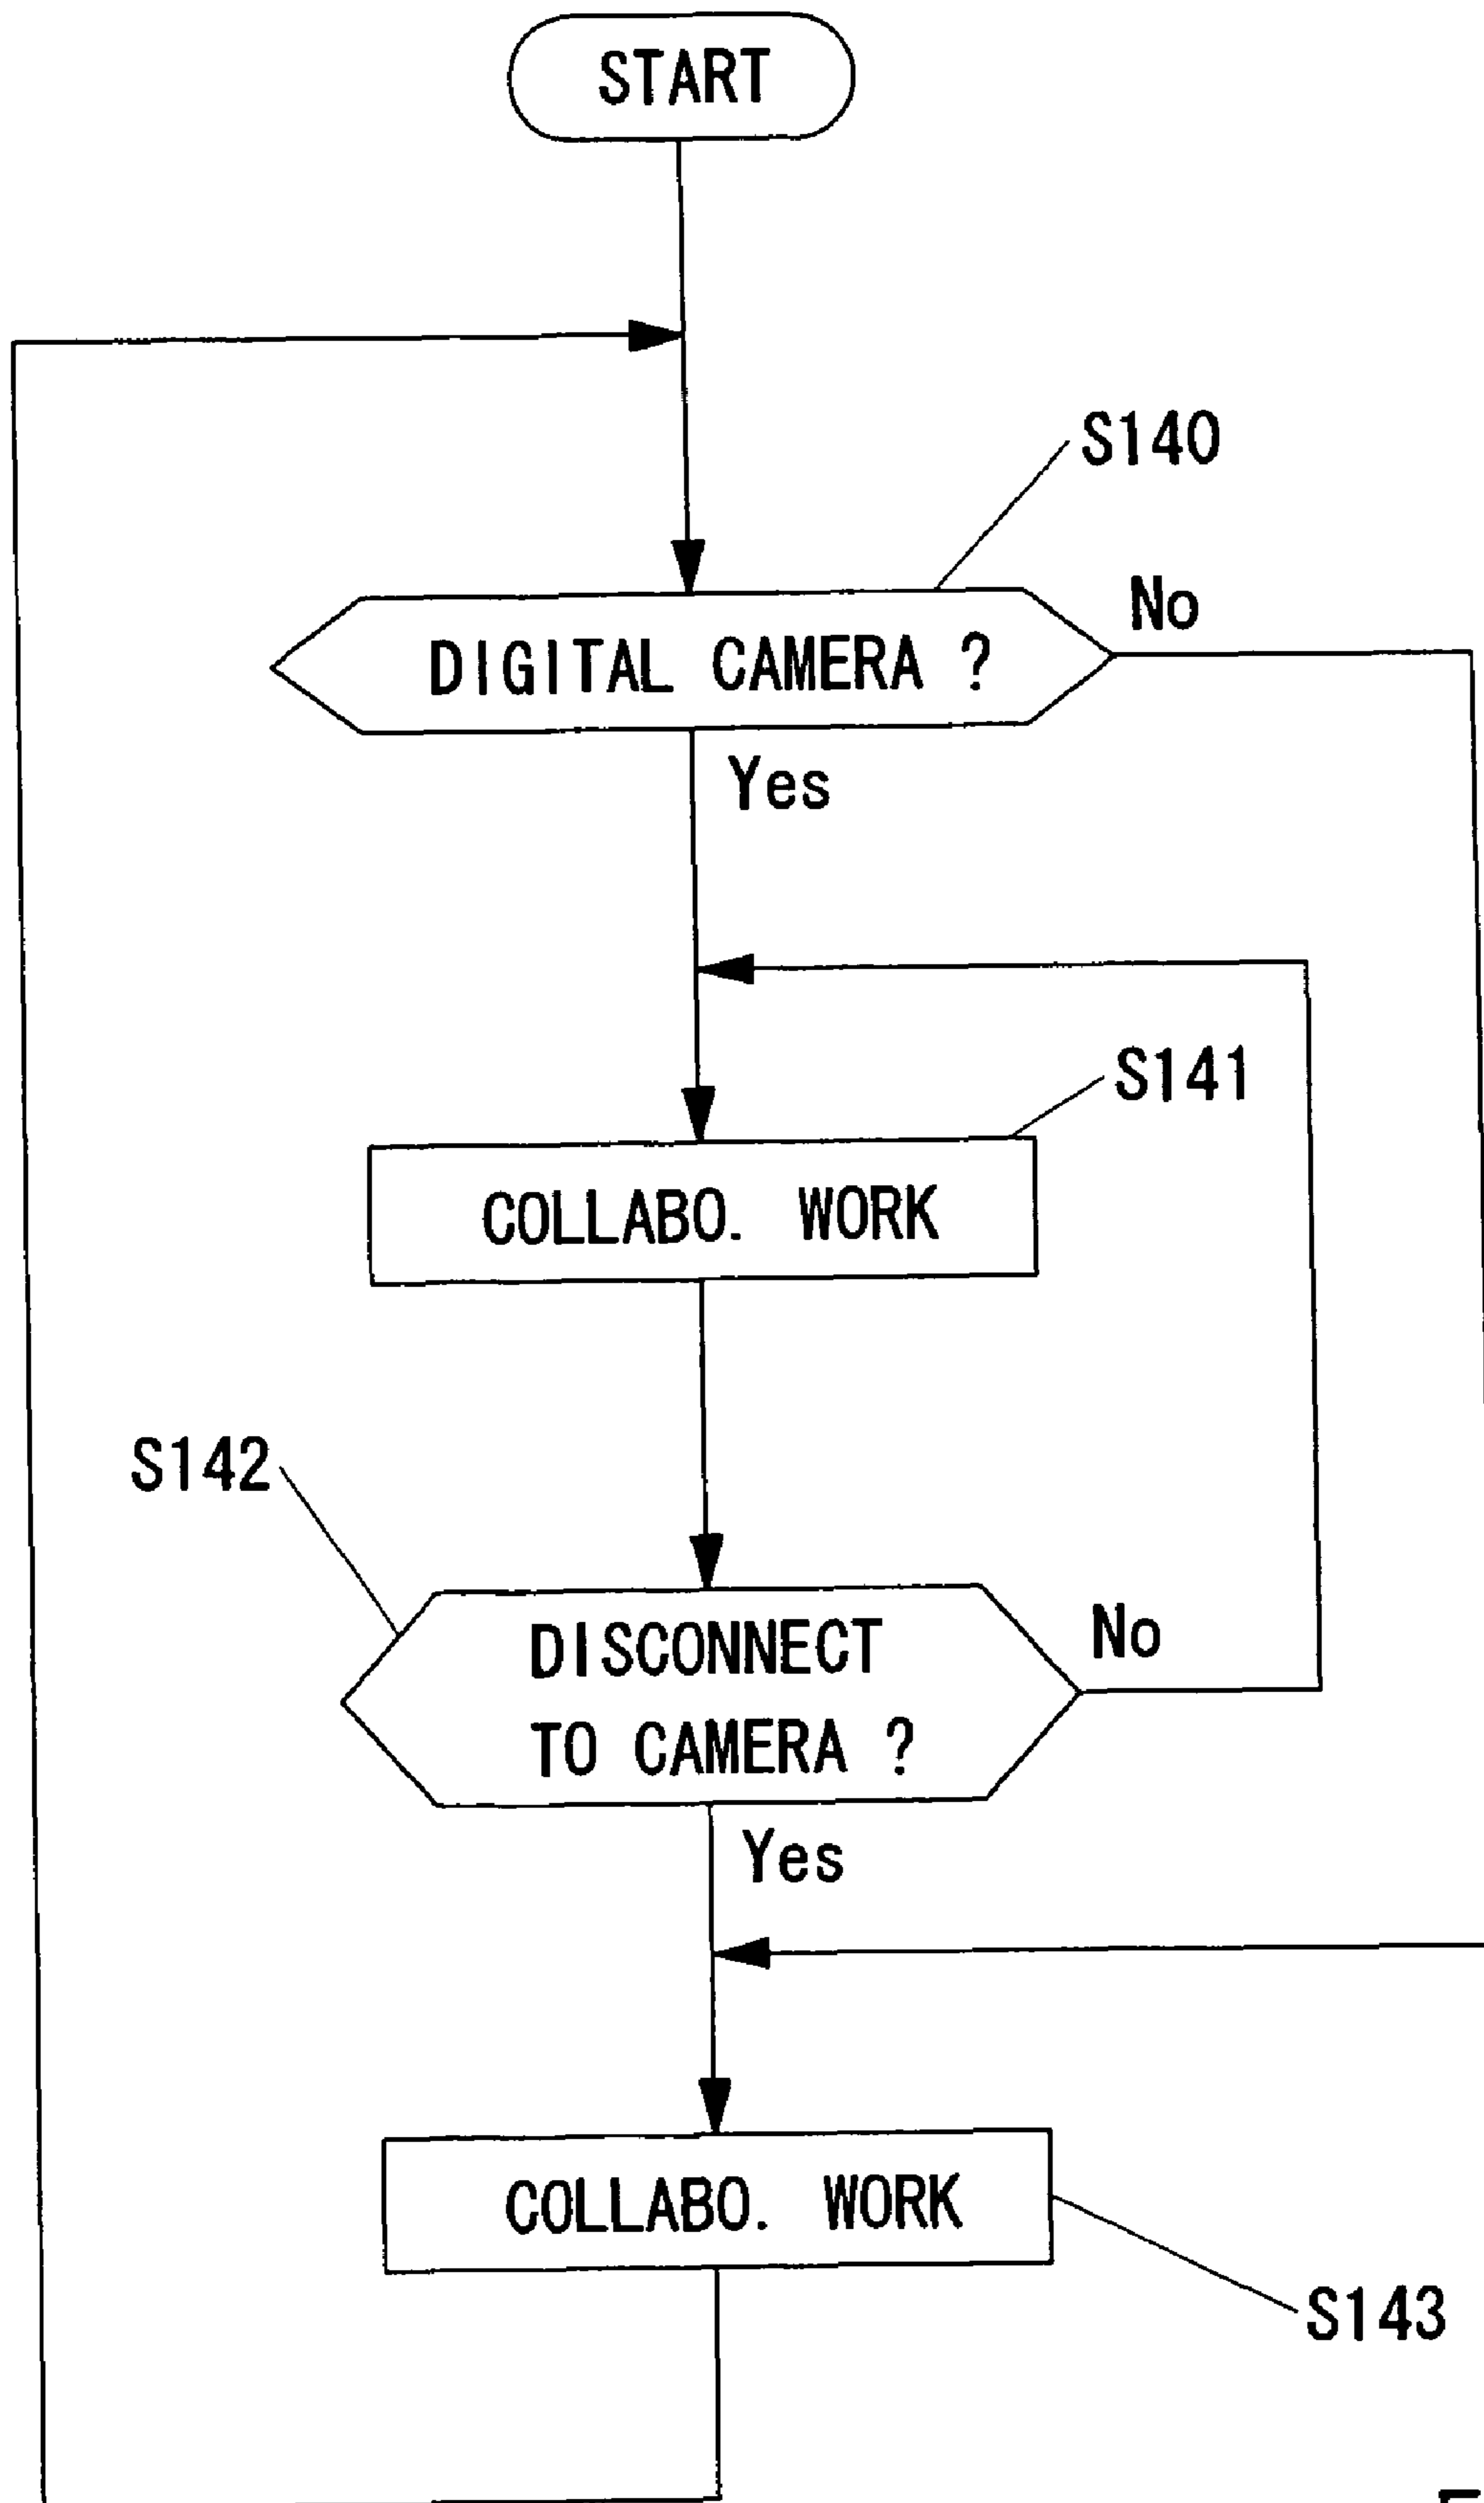 START
S140
DIGITAL CAMERA ?
No
Yes
S141
COLLABO. WORK
S142
DISCONNECT
TO CAMERA ?
No
Yes
COLLABO. WORK
S143